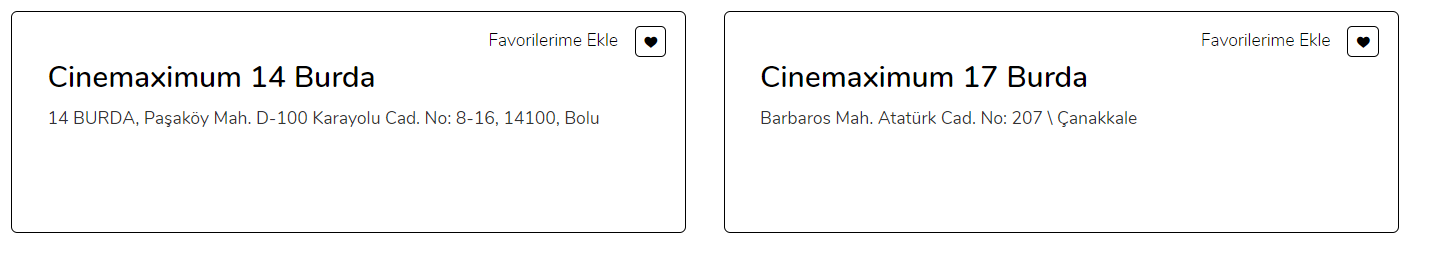 Favorilerime Ekle
Cinemaximum 14 Burda
14 BURDA, Paşaköy Mah. D-100 Karayolu Cad. No: 8-16, 14100, Bolu
Favorilerime Ekle
Cinemaximum 17 Burda
Barbaros Mah. Atatürk Cad. No: 207 \ Çanakkale